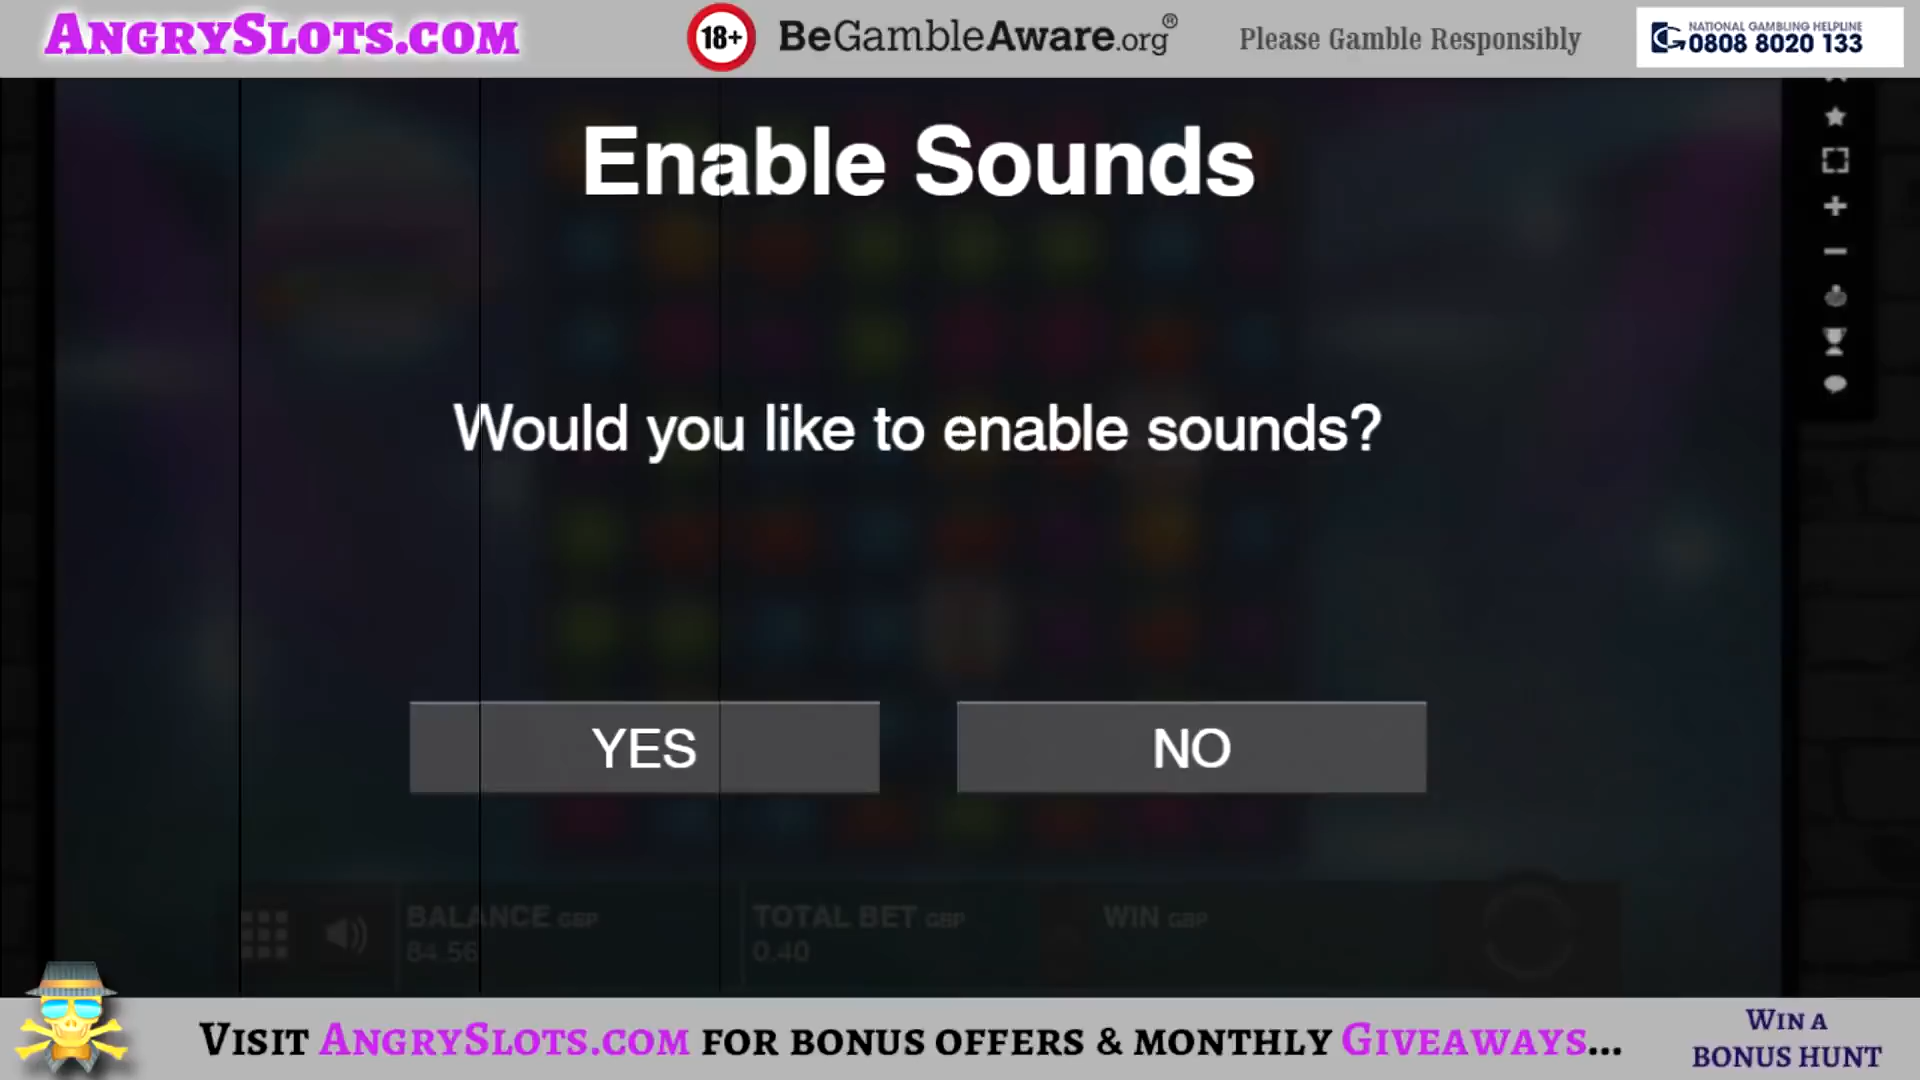 AngrySlots.com
18+
BeGambleAware.org®
Please Gamble Responsibly
NATIONAL GAMBLING HELPLINE
0808 8020 133
Enable Sounds
Would you like to enable sounds?
YES
NO
BALANCE GBP
84.56
TOTAL BET GBP
0.40
WIN GBP
Visit AngrySlots.com for bonus offers & monthly Giveaways...
Win a
Bonus Hunt